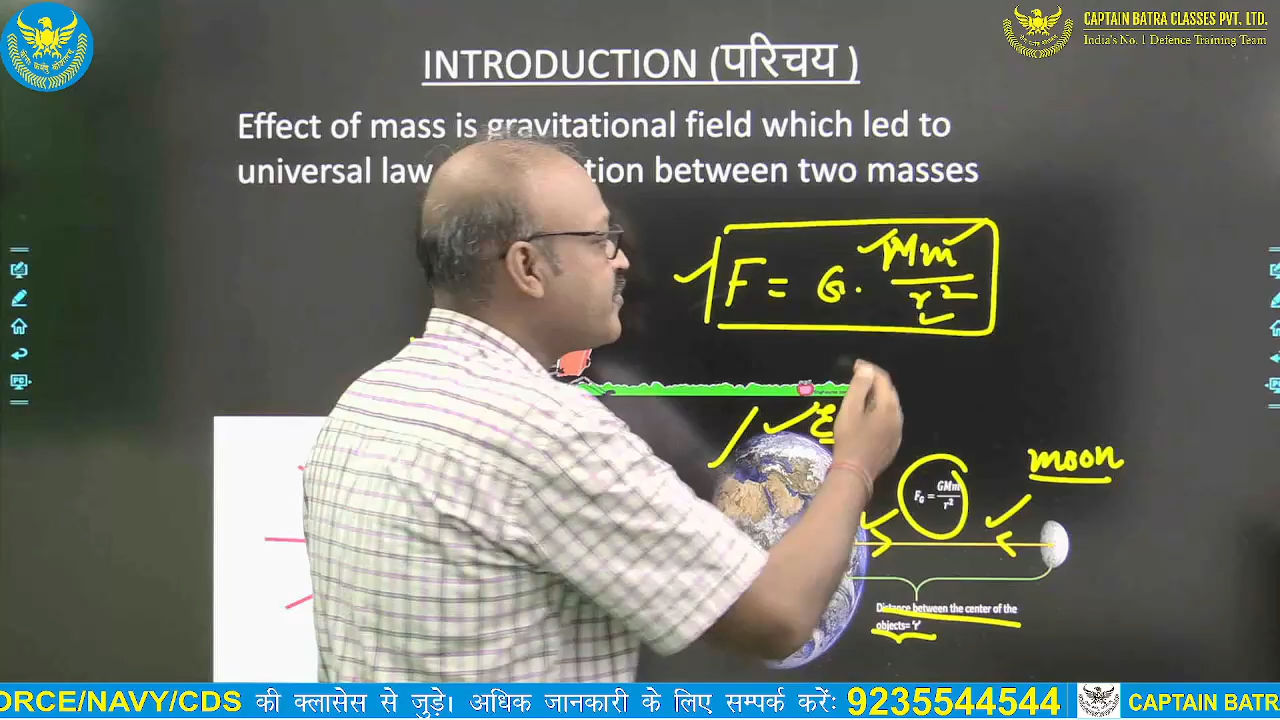 CAPTAIN BATRA CLASSES PVT. LTD.
India's No. 1 Defence Training Team
INTRODUCTION (परिचय )
Effect of mass is gravitational field which led to
universal law tion between two masses
F = G. Mm/r²
moon
F_G = GMm/r²
Distance between the center of the
objects= 'r'
ORCE/NAVY/CDS की क्लासेस से जुड़े। अधिक जानकारी के लिए सम्पर्क करेंः 9235544544 CAPTAIN BATR